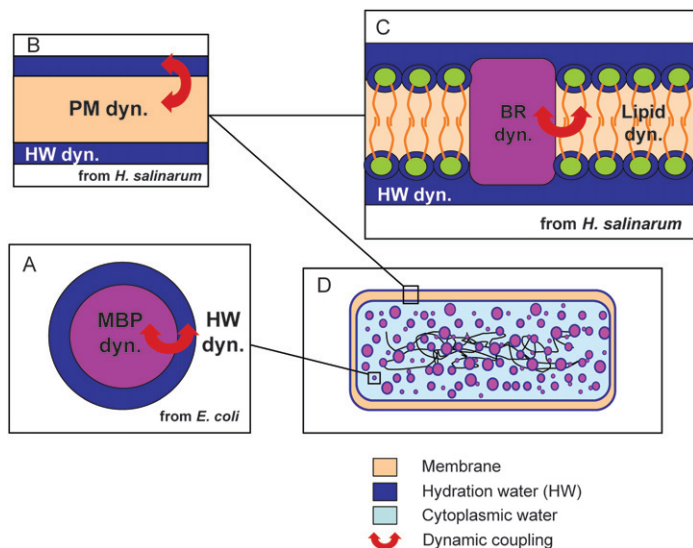 B
PM dyn.
HW dyn.
from H. salinarum
C
BR
dyn.
Lipid
dyn.
HW dyn.
from H. salinarum
A
MBP
dyn.
HW
dyn.
from E. coli
D
Membrane
Hydration water (HW)
Cytoplasmic water
Dynamic coupling